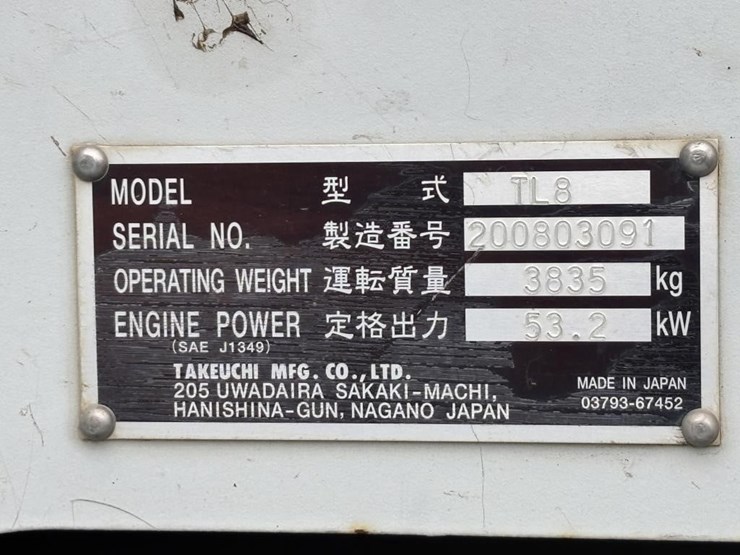 MODEL 型 式 TL8
SERIAL NO. 製造番号 200803091
OPERATING WEIGHT 運転質量 3835 kg
ENGINE POWER 定格出力 53.2 kW
(SAE J1349)
TAKEUCHI MFG. CO., LTD.
205 UWADAIRA SAKAKI-MACHI,
HANISHINA-GUN, NAGANO JAPAN
MADE IN JAPAN
03793-67452